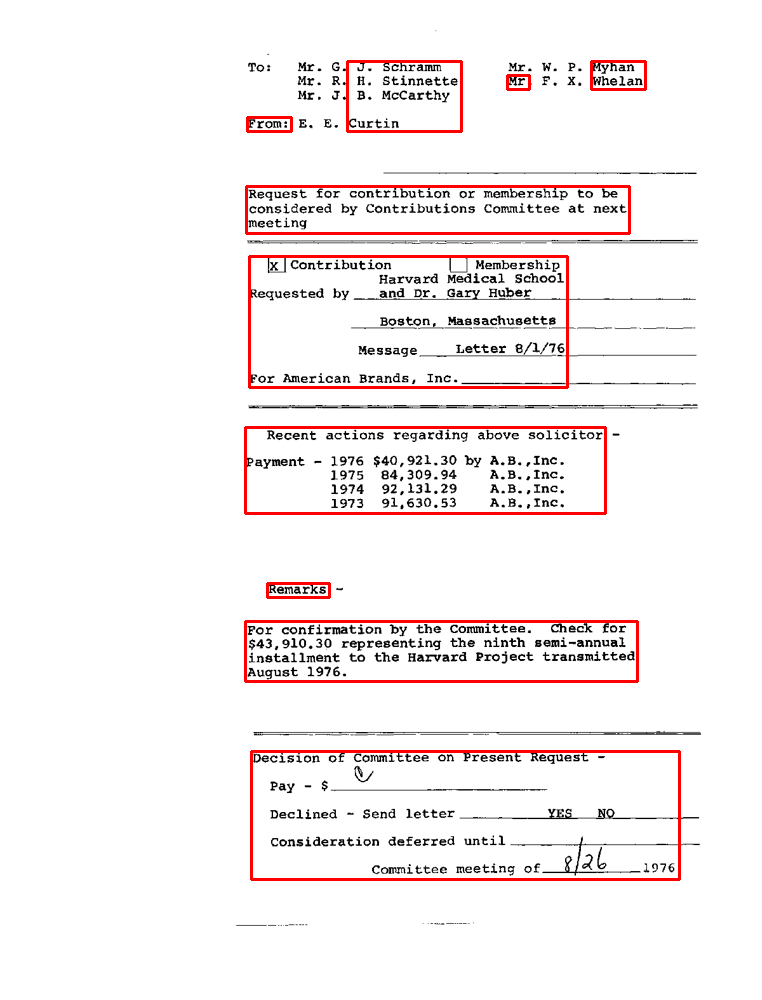 To: Mr. G. J. Schramm Mr. W. P. Myhan
Mr. R. H. Stinnette Mr F. X. Whelan
Mr. J. B. McCarthy
From: E. E. Curtin
Request for contribution or membership to be
considered by Contributions Committee at next
meeting
X Contribution Membership
Harvard Medical School
Requested by and Dr. Gary Huber
Boston, Massachusetts
Message Letter 8/1/76
For American Brands, Inc.
Recent actions regarding above solicitor -
Payment - 1976 $40,921.30 by A.B.,Inc.
1975 84,309.94 A.B.,Inc.
1974 92,131.29 A.B.,Inc.
1973 91,630.53 A.B.,Inc.
Remarks -
For confirmation by the Committee. Check for
$43,910.30 representing the ninth semi-annual
installment to the Harvard Project transmitted
August 1976.
Decision of Committee on Present Request -
Pay - $
Declined - Send letter YES NO
Consideration deferred until
Committee meeting of 8/26 1976